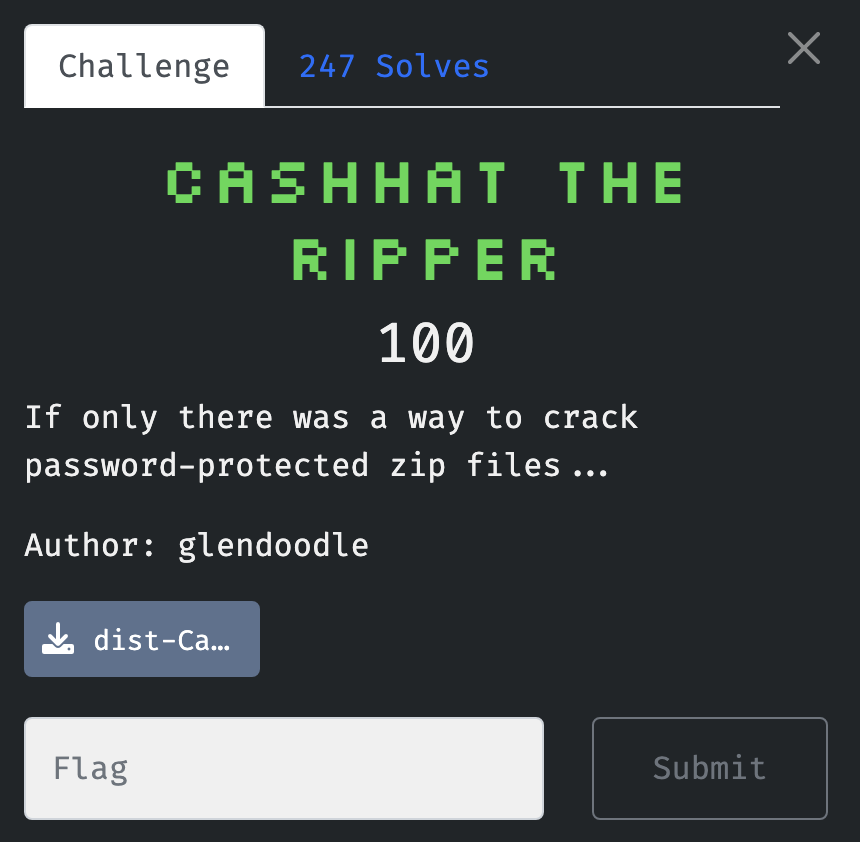 Challenge
247 Solves
CASHHAT THE
RIPPER
100
If only there was a way to crack
password-protected zip files...
Author: glendoodle
dist-Ca…
Flag
Submit